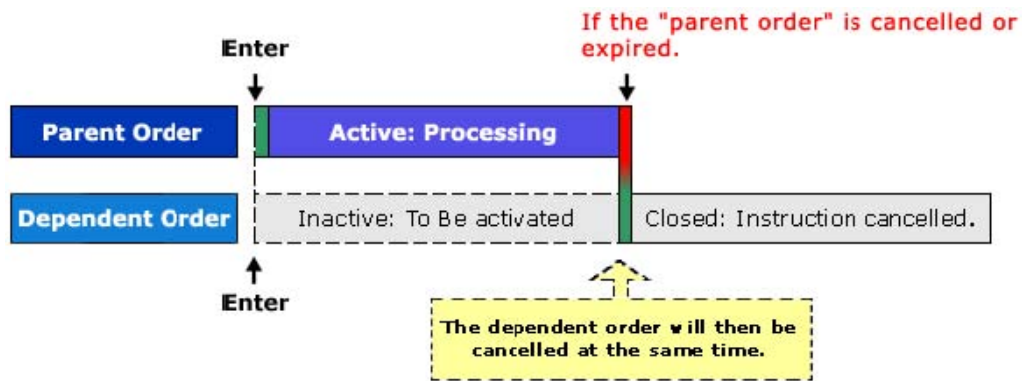 If the "parent order" is cancelled or
expired.
Enter
Parent Order
Active: Processing
Dependent Order
Inactive: To Be activated
Closed: Instruction cancelled.
Enter
The dependent order will then be
cancelled at the same time.